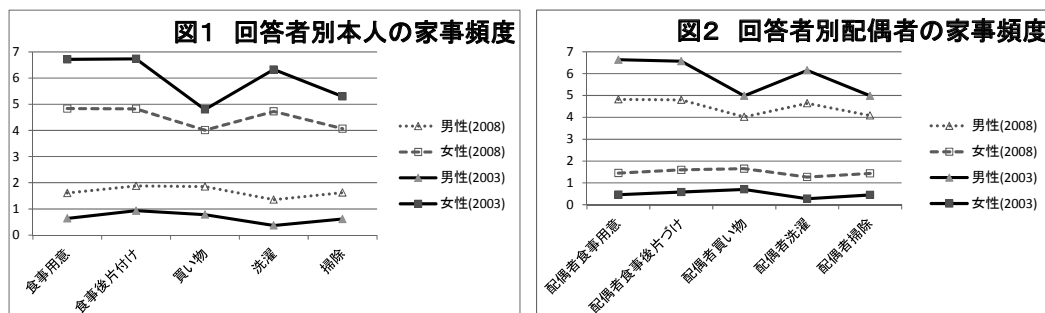 図1 回答者別本人の家事頻度
7
6
5
4
3
2
1
0
食事用意
食事後片付け
買い物
洗濯
掃除
男性(2008)
女性(2008)
男性(2003)
女性(2003)
図2 回答者別配偶者の家事頻度
7
6
5
4
3
2
1
0
配偶者食事用意
配偶者食事後片づけ
配偶者買い物
配偶者洗濯
配偶者掃除
男性(2008)
女性(2008)
男性(2003)
女性(2003)